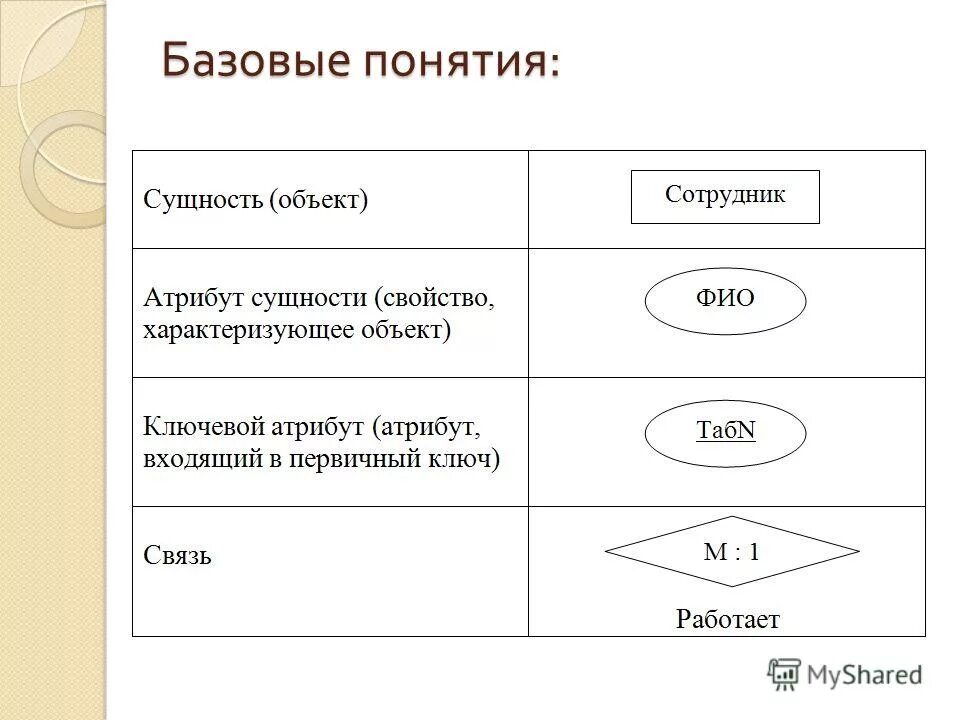 Базовые понятия:
Сущность (объект)
Сотрудник
Атрибут сущности (свойство,
характеризующее объект)
ФИО
Ключевой атрибут (атрибут,
входящий в первичный ключ)
ТабN
Связь
М : 1
Работает
MyShared